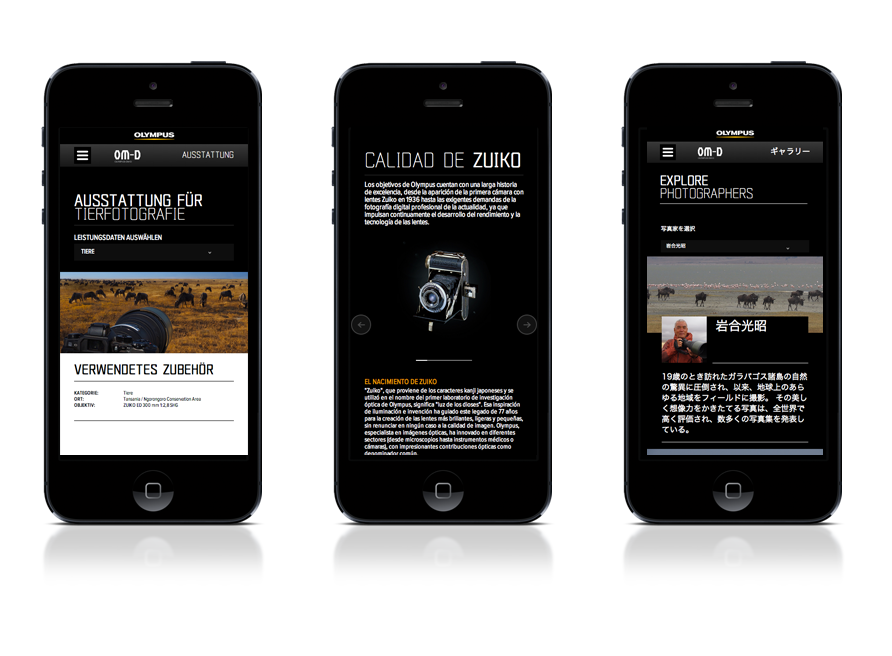 OLYMPUS
OM-D
AUSSTATTUNG
AUSSTATTUNG FÜR
TIERFOTOGRAFIE
LEISTUNGSDATEN AUSWÄHLEN
TIERE
VERWENDETES ZUBEHÖR
KATEGORIE: Tiere
ORT: Tansania / Ngorongoro Conservation Area
OBJEKTIV: ZUIKO ED 300 mm 1:2.8 SHG
CALIDAD DE ZUIKO
Los objetivos de Olympus cuentan con una larga historia
de excelencia, desde la aparición de la primera cámara con
lentes Zuiko en 1936 hasta las exigentes demandas de la
fotografía digital profesional de la actualidad, ya que
impulsan continuamente el desarrollo del rendimiento y la
tecnología de las lentes.
EL NACIMIENTO DE ZUIKO
"Zuiko", que proviene de los caracteres kanji japoneses y se
utilizó en el nombre del primer laboratorio de investigación
óptica de Olympus, significa "luz de los dioses". Esa inspiración
de iluminación e invención ha guiado este legado de 77 años
para la creación de las lentes más brillantes, ligeras y pequeñas,
sin renunciar en ningún caso a la calidad de imagen. Olympus,
especialista en imágenes ópticas, ha innovado en diferentes
sectores (desde microscopios hasta instrumentos médicos o
cámaras), con impresionantes contribuciones ópticas como
denominador común.
OLYMPUS
OM-D
ギャラリー
EXPLORE
PHOTOGRAPHERS
写真家を選択
岩合光昭
岩合光昭
19歳のとき訪れたガラパゴス諸島の自然
の驚異に圧倒され、以来、地球上のあら
ゆる地域をフィールドに撮影。 その美し
く想像力をかきたてる写真は、全世界で
高く評価され、数多くの写真集を発表し
ている。